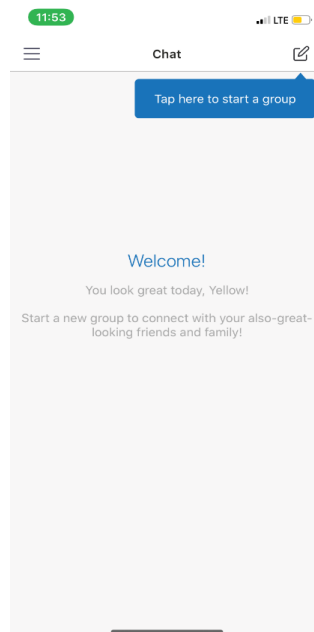 11:53
LTE
Chat
Tap here to start a group
Welcome!
You look great today, Yellow!
Start a new group to connect with your also-great-
looking friends and family!